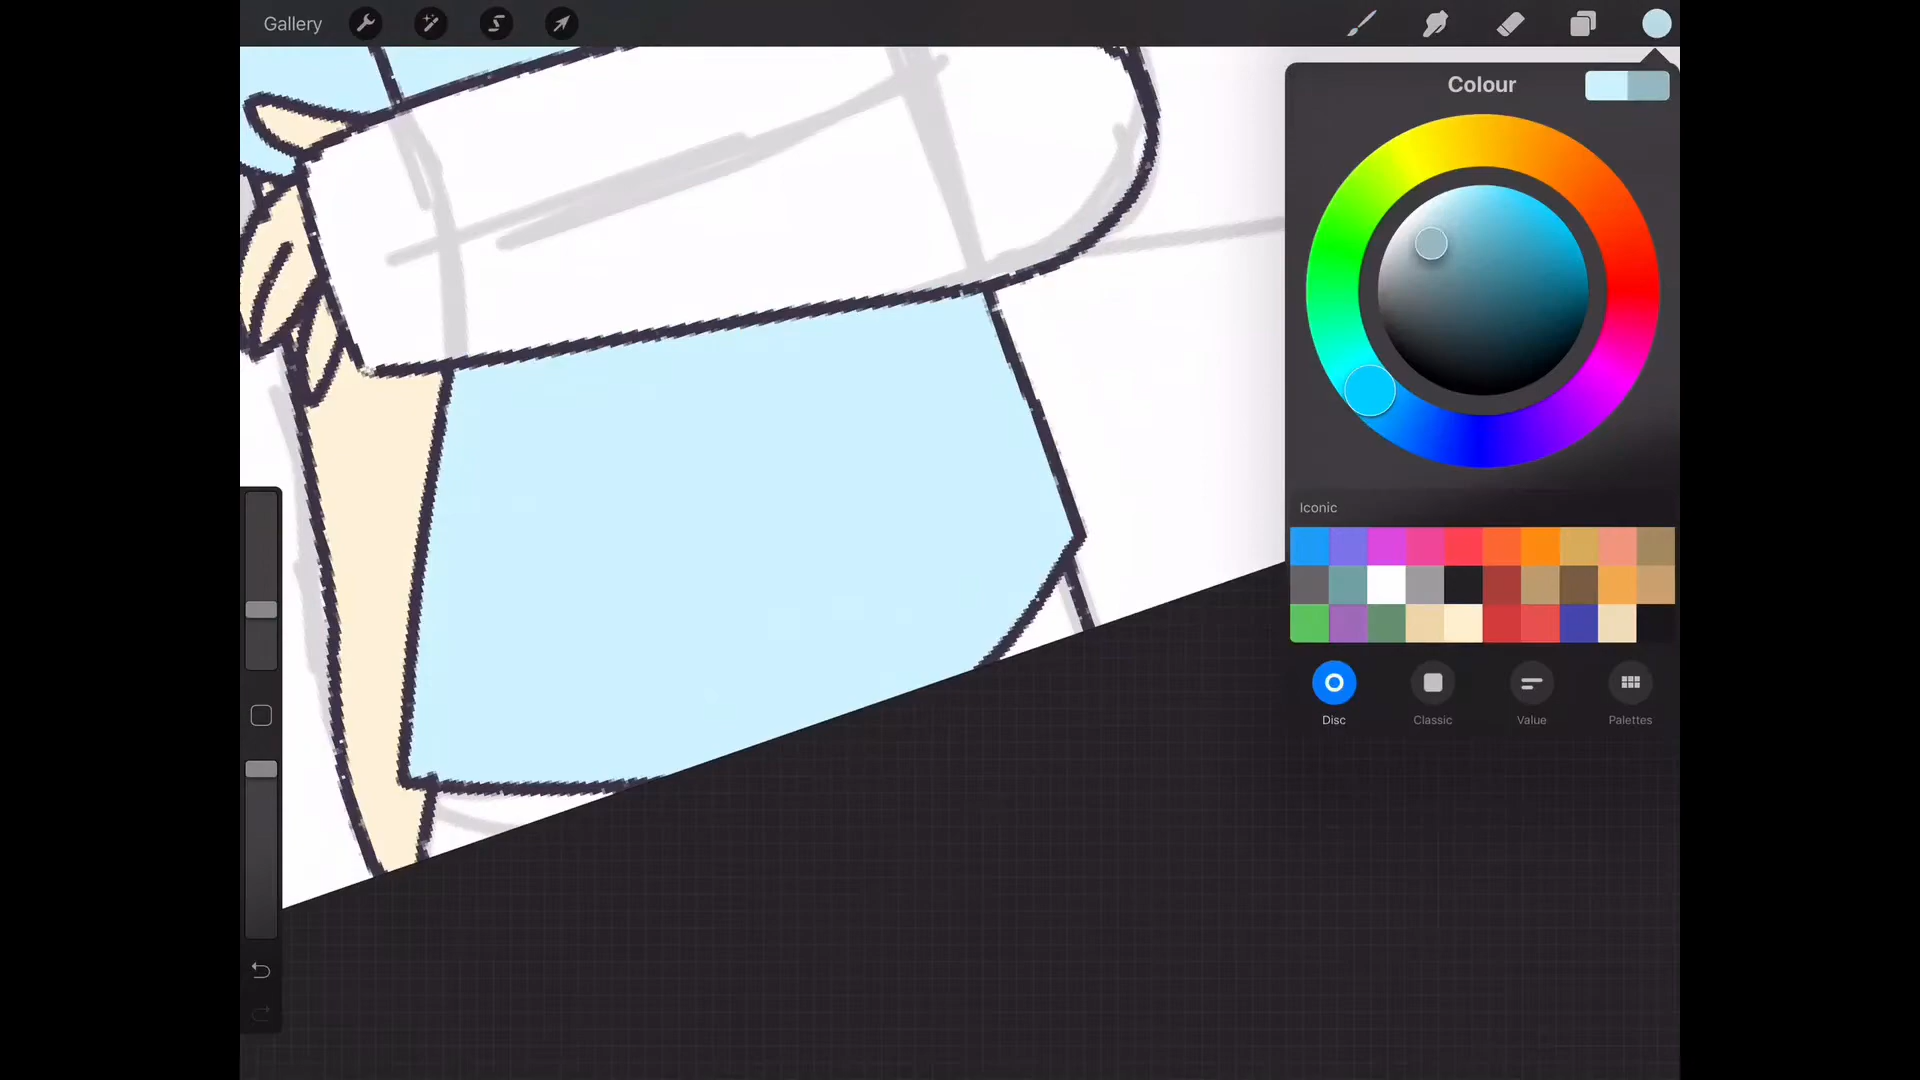 Gallery
Colour
Iconic
Disc
Classic
Value
Palettes